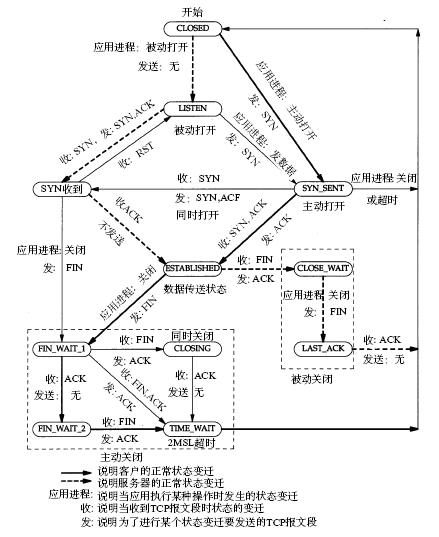 开始
CLOSED
应用进程：被动打开
发送：无
应用进程：主动打开
发：SYN
LISTEN
被动打开
收：SYN，发：SYN,ACK
收：RST
应用进程：发数据
发：SYN
SYN收到
收：SYN
发：SYN,ACF
同时打开
SYN_SENT
主动打开
应用进程 关闭
或超时
收ACK
不发送
收：SYN,ACK
发：ACK
应用进程：关闭
发：FIN
ESTABLISHED
数据传送状态
收：FIN
发：ACK
CLOSE_WAIT
应用进程：关闭
发：FIN
应用进程：关闭
发：FIN
LAST_ACK
收：ACK
发送：无
被动关闭
FIN_WAIT_1
收：FIN
发：ACK
同时关闭
CLOSING
收：ACK
发送：无
收：FIN,ACK
发：ACK
收：ACK
发送 无
FIN_WAIT_2
收：FIN
发：ACK
TIME_WAIT
2MSL超时
主动关闭
说明客户的正常状态变迁
说明服务器的正常状态变迁
应用进程：说明当应用执行某种操作时发生的状态变迁
收：说明当收到TCP报文段时状态的变迁
发：说明为了进行某个状态变迁要发送的TCP报文段